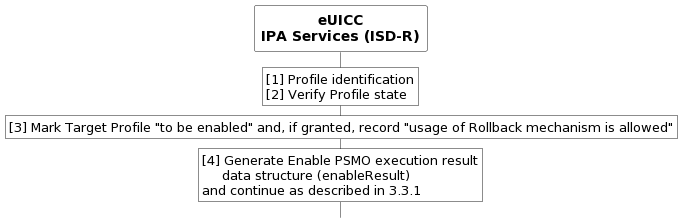 eUICC
IPA Services (ISD-R)
[1] Profile identification
[2] Verify Profile state
[3] Mark Target Profile "to be enabled" and, if granted, record "usage of Rollback mechanism is allowed"
[4] Generate Enable PSMO execution result
data structure (enableResult)
and continue as described in 3.3.1